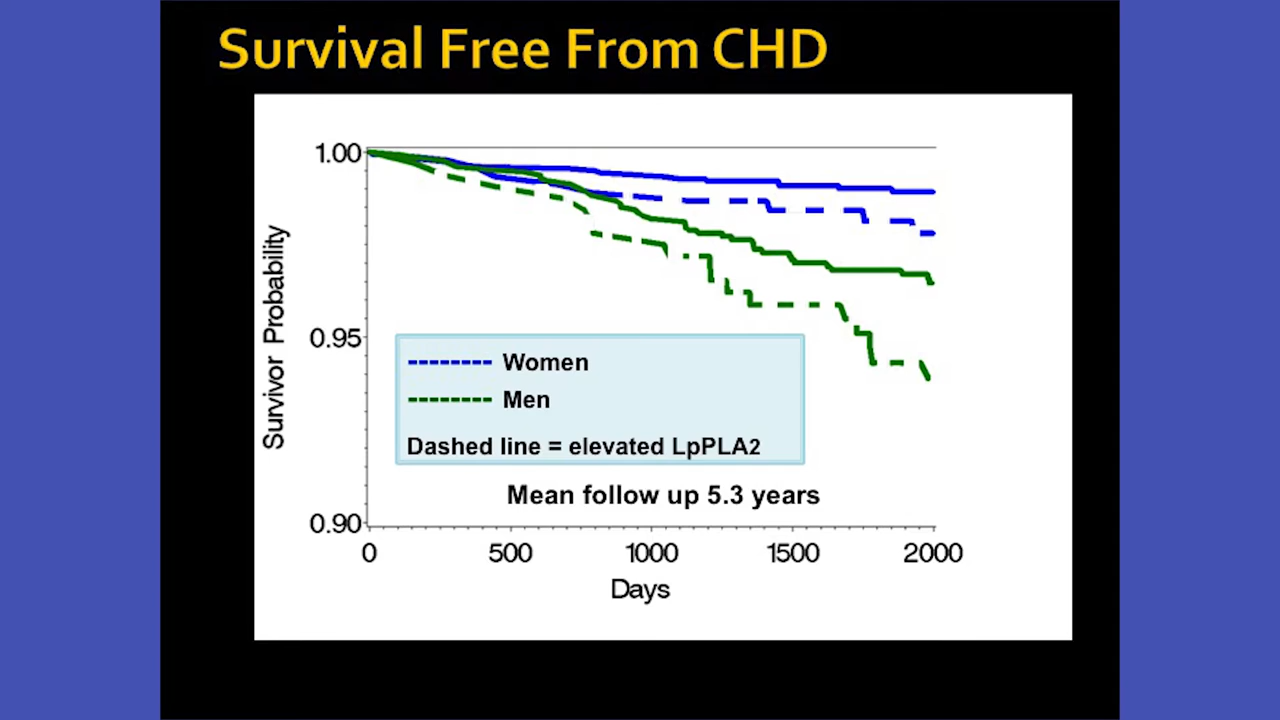 Survival Free From CHD
1.00
0.95
0.90
Survivor Probability
Women
Men
Dashed line = elevated LpPLA2
Mean follow up 5.3 years
0 500 1000 1500 2000
Days